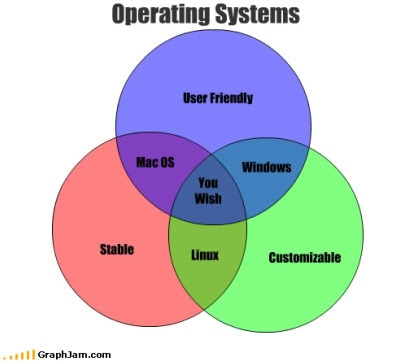 Operating Systems
User Friendly
Mac OS
Windows
You
Wish
Stable
Linux
Customizable
GraphJam.com